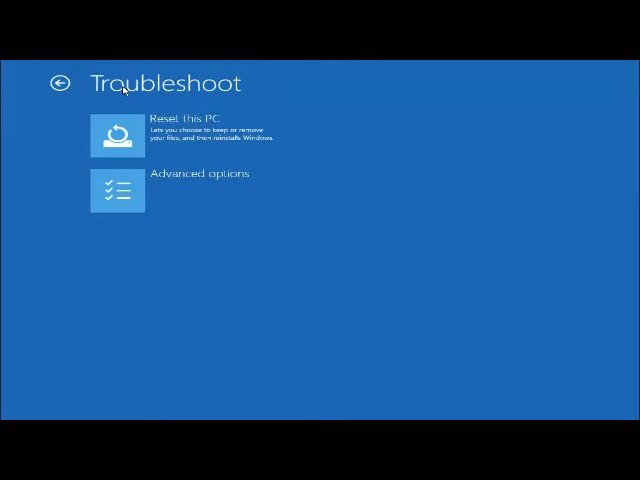 Troubleshoot
Reset this PC
Lets you choose to keep or remove
your files, and then reinstalls Windows.
Advanced options